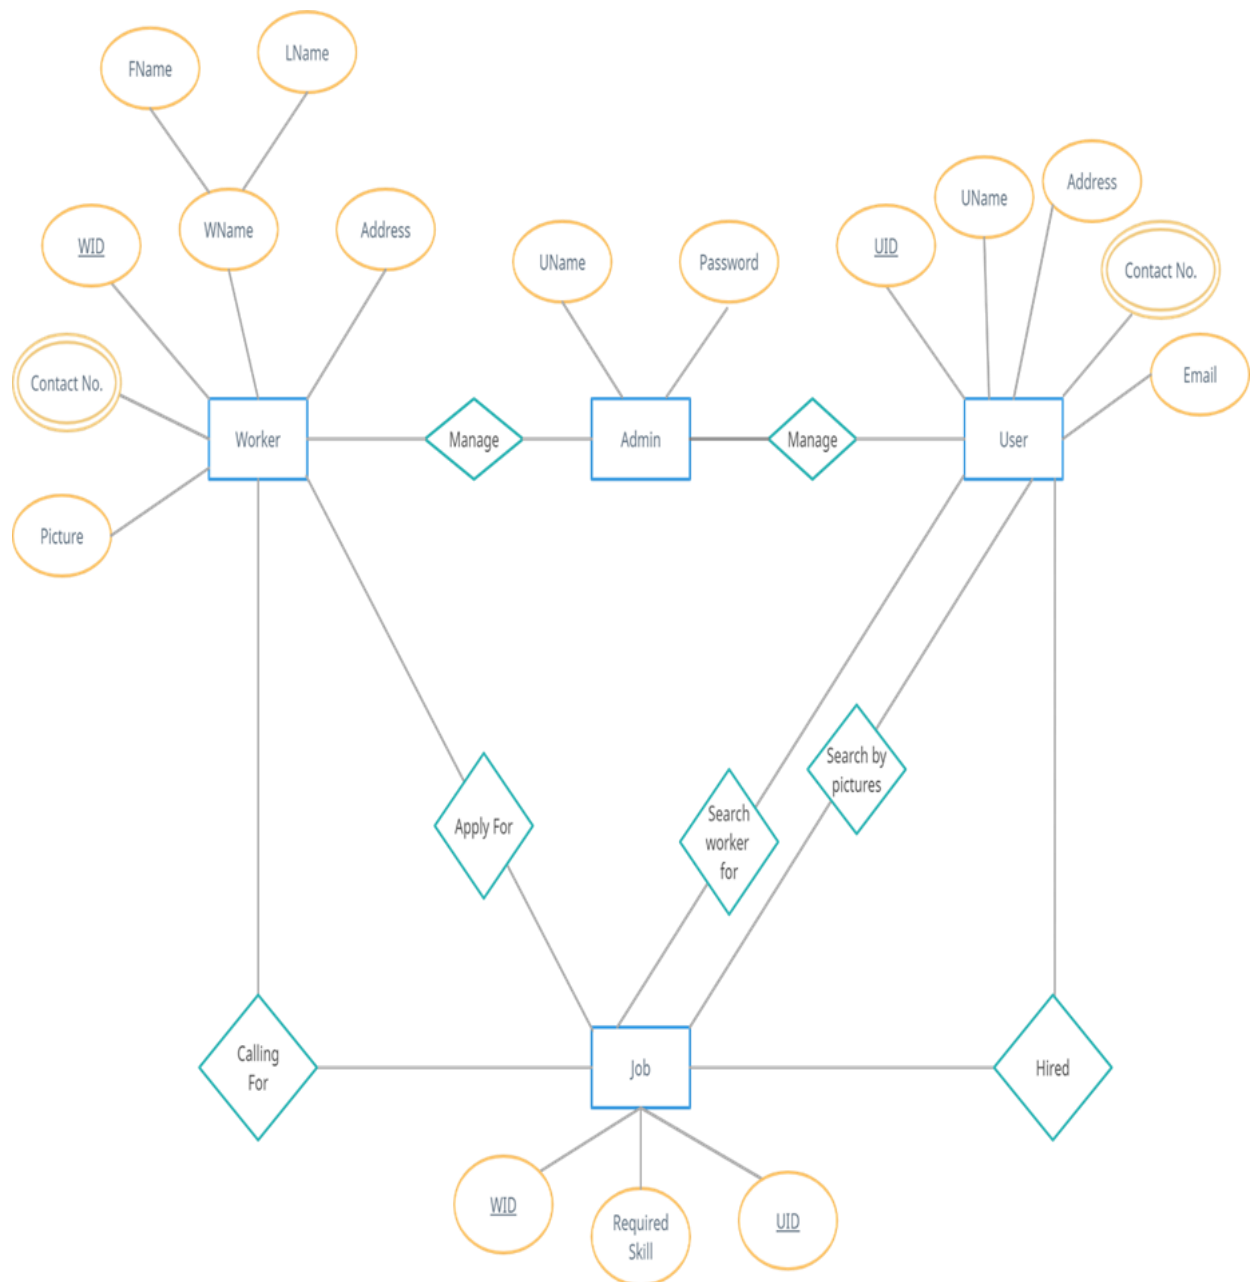 LName
FName
Address
UName
WName
Address
WID
UID
UName
Password
Contact No.
Email
Contact No.
Worker
Manage
Admin
Manage
User
Picture
Search by
pictures
Search
worker
for
Apply For
Calling
For
Job
Hired
WID
Required
Skill
UID